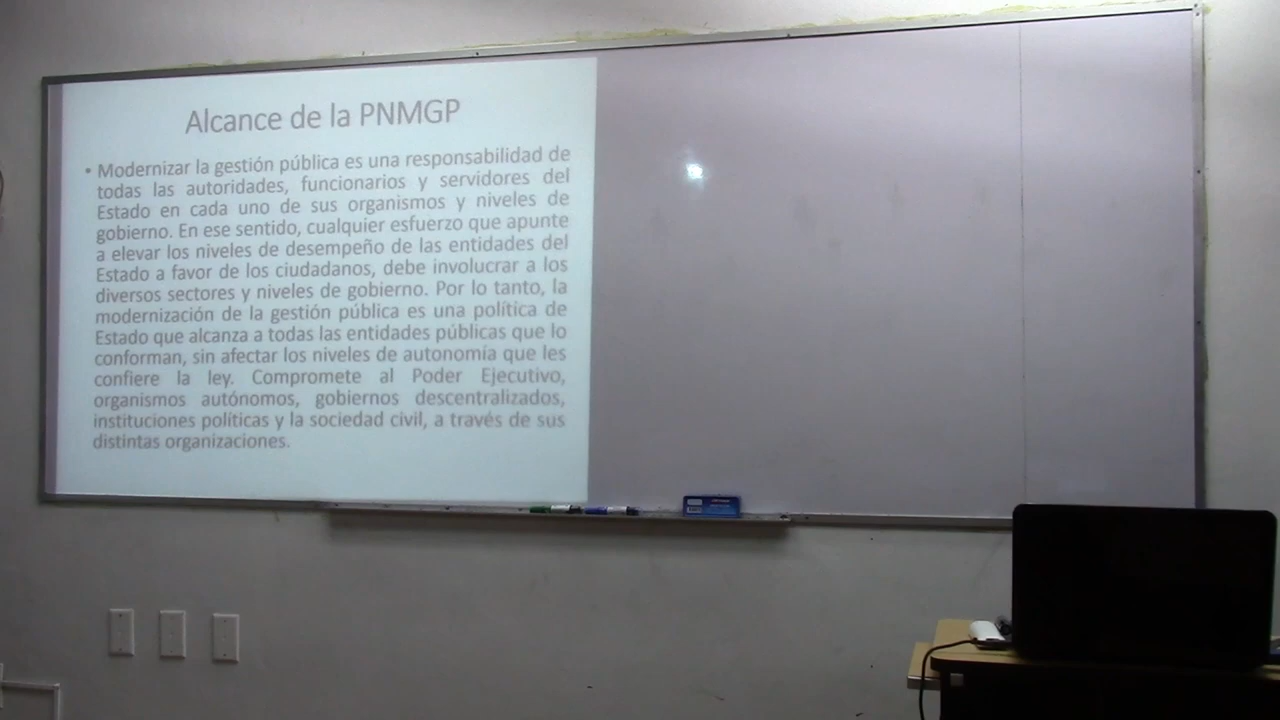 Alcance de la PNMGP
• Modernizar la gestión pública es una responsabilidad de
todas las autoridades, funcionarios y servidores del
Estado en cada uno de sus organismos y niveles de
gobierno. En ese sentido, cualquier esfuerzo que apunte
a elevar los niveles de desempeño de las entidades del
Estado a favor de los ciudadanos, debe involucrar a los
diversos sectores y niveles de gobierno. Por lo tanto, la
modernización de la gestión pública es una política de
Estado que alcanza a todas las entidades públicas que lo
conforman, sin afectar los niveles de autonomía que les
confiere la ley. Compromete al Poder Ejecutivo,
organismos autónomos, gobiernos descentralizados,
instituciones políticas y la sociedad civil, a través de sus
distintas organizaciones.